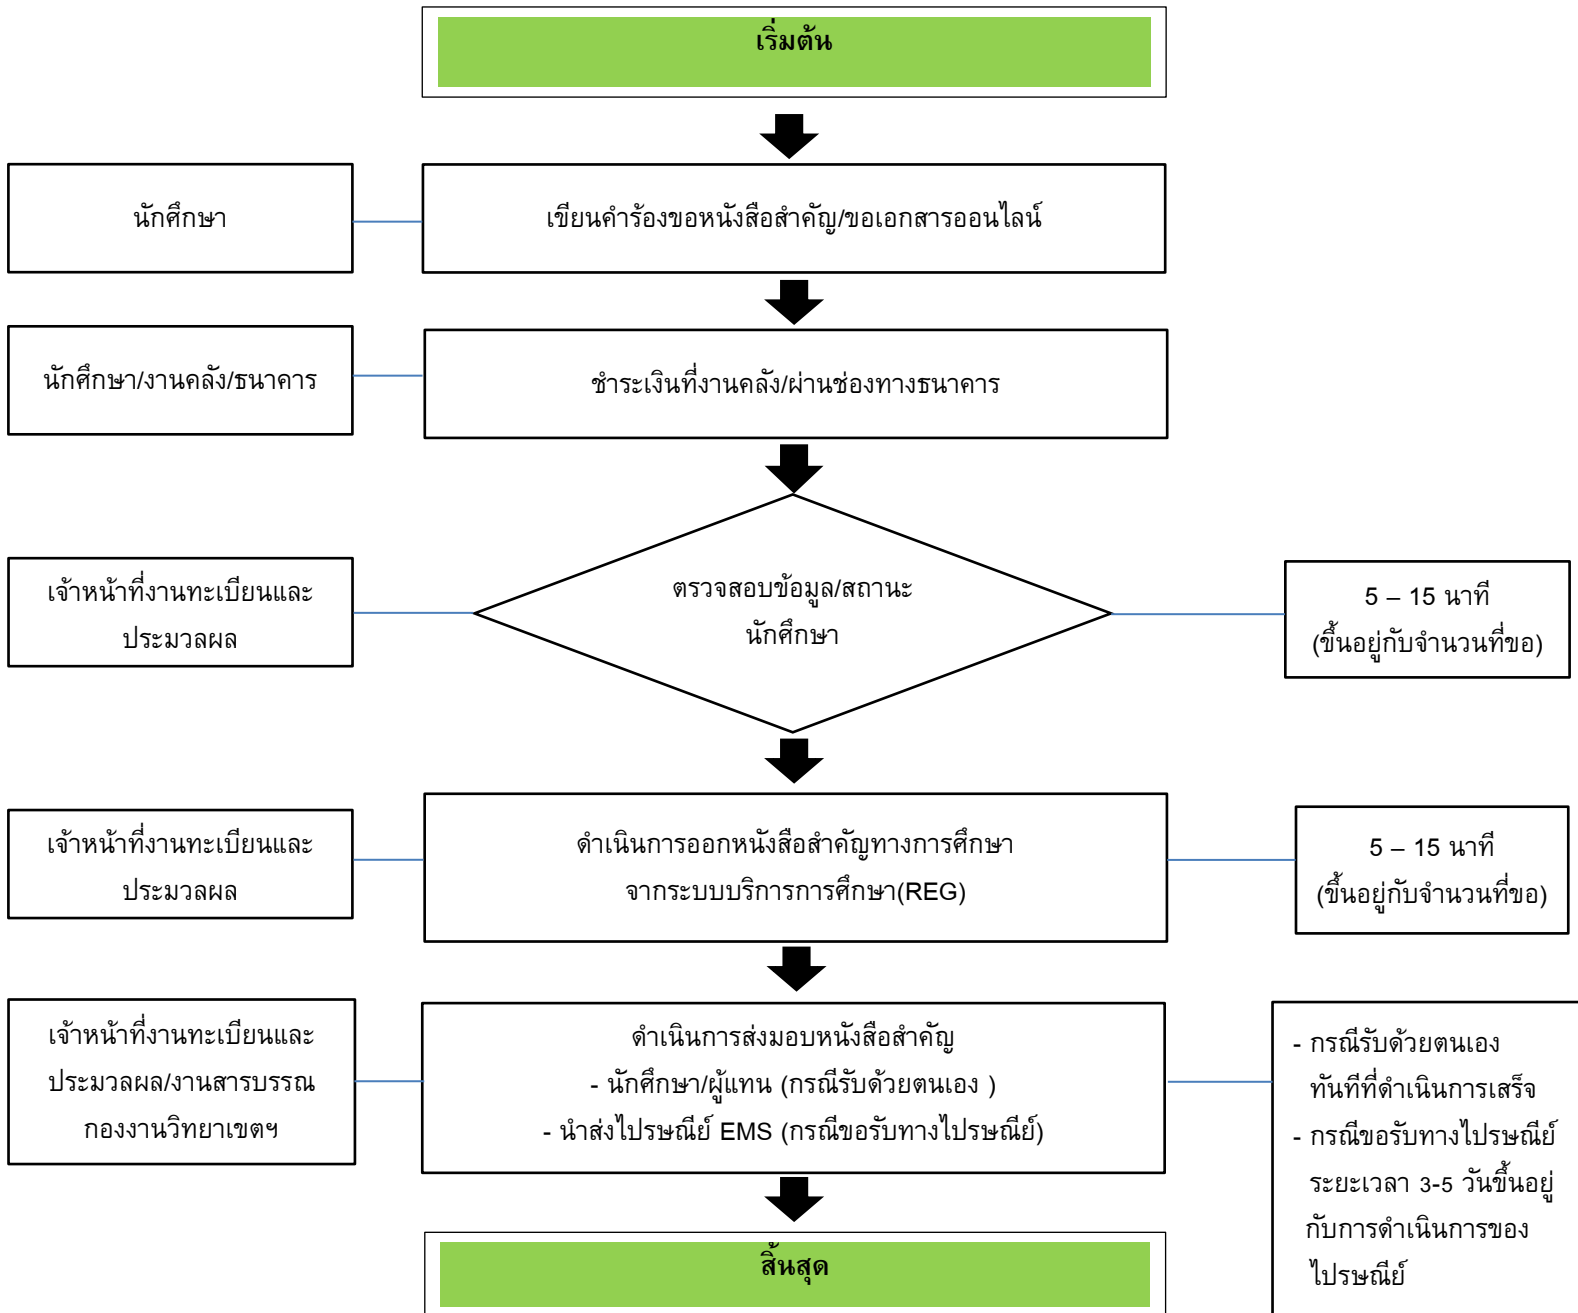 เริ่มต้น
นักศึกษา
เขียนคำร้องขอหนังสือสำคัญ/ขอเอกสารออนไลน์
นักศึกษา/งานคลัง/ธนาคาร
ชำระเงินที่งานคลัง/ผ่านช่องทางธนาคาร
เจ้าหน้าที่งานทะเบียนและ
ประมวลผล
ตรวจสอบข้อมูล/สถานะ
นักศึกษา
5 – 15 นาที
(ขึ้นอยู่กับจำนวนที่ขอ)
เจ้าหน้าที่งานทะเบียนและ
ประมวลผล
ดำเนินการออกหนังสือสำคัญทางการศึกษา
จากระบบบริการการศึกษา(REG)
5 – 15 นาที
(ขึ้นอยู่กับจำนวนที่ขอ)
เจ้าหน้าที่งานทะเบียนและ
ประมวลผล/งานสารบรรณ
กองงานวิทยาเขตฯ
ดำเนินการส่งมอบหนังสือสำคัญ
- นักศึกษา/ผู้แทน (กรณีรับด้วยตนเอง )
- นำส่งไปรษณีย์ EMS (กรณีขอรับทางไปรษณีย์)
- กรณีรับด้วยตนเอง
ทันทีที่ดำเนินการเสร็จ
- กรณีขอรับทางไปรษณีย์
ระยะเวลา 3-5 วันขึ้นอยู่
กับการดำเนินการของ
ไปรษณีย์
สิ้นสุด